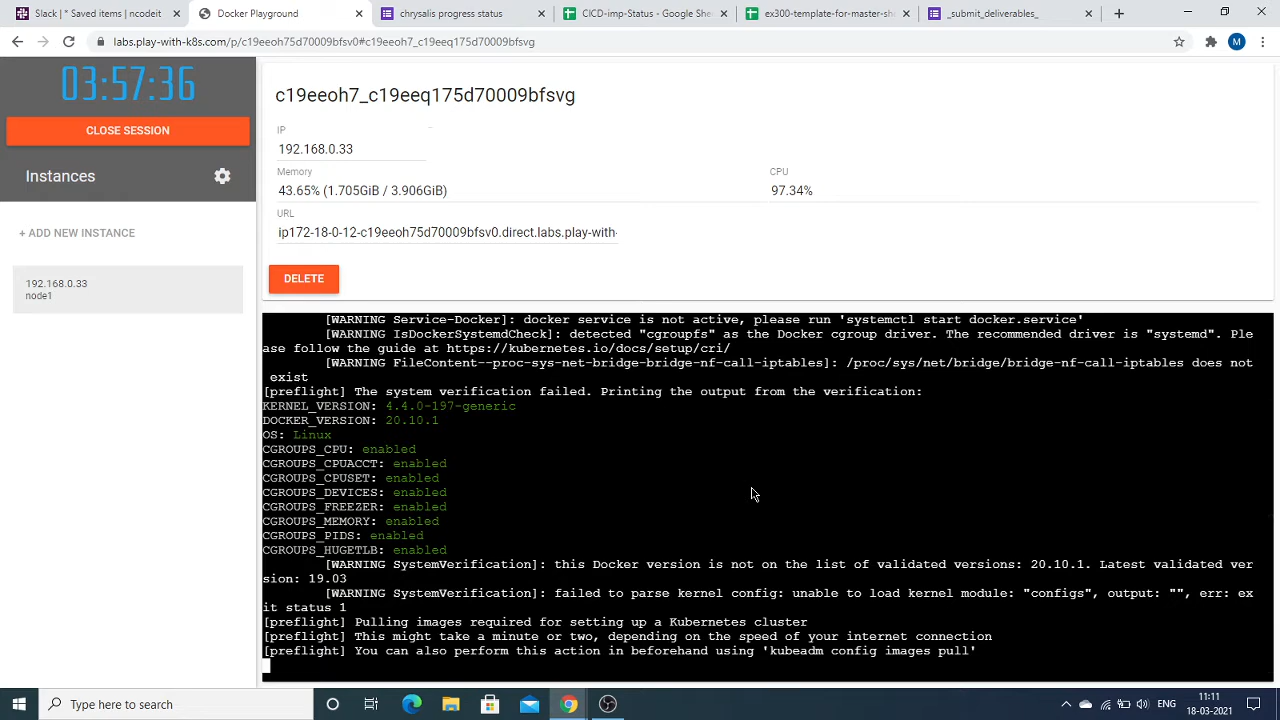 Slack | it5 | ncodeit
Docker Playground
chrysalis progress status
CICD-imp-Status - Google She
ex300-template-for-master-sh
_submit_deliverables_
labs.play-with-k8s.com/p/c19eeoh75d70009bfsv0#c19eeoh7_c19eeq175d70009bfsvg
M
03:57:36
CLOSE SESSION
Instances
+ ADD NEW INSTANCE
192.168.0.33
node1
c19eeoh7_c19eeq175d70009bfsvg
IP
192.168.0.33
Memory
43.65% (1.705GiB / 3.906GiB)
CPU
97.34%
URL
ip172-18-0-12-c19eeoh75d70009bfsv0.direct.labs.play-with-
DELETE
[WARNING Service-Docker]: docker service is not active, please run 'systemctl start docker.service'
[WARNING IsDockerSystemdCheck]: detected "cgroupfs" as the Docker cgroup driver. The recommended driver is "systemd". Ple
ase follow the guide at https://kubernetes.io/docs/setup/cri/
[WARNING FileContent--proc-sys-net-bridge-bridge-nf-call-iptables]: /proc/sys/net/bridge/bridge-nf-call-iptables does not
exist
[preflight] The system verification failed. Printing the output from the verification:
KERNEL_VERSION: 4.4.0-197-generic
DOCKER_VERSION: 20.10.1
OS: Linux
CGROUPS_CPU: enabled
CGROUPS_CPUACCT: enabled
CGROUPS_CPUSET: enabled
CGROUPS_DEVICES: enabled
CGROUPS_FREEZER: enabled
CGROUPS_MEMORY: enabled
CGROUPS_PIDS: enabled
CGROUPS_HUGETLB: enabled
[WARNING SystemVerification]: this Docker version is not on the list of validated versions: 20.10.1. Latest validated ver
sion: 19.03
[WARNING SystemVerification]: failed to parse kernel config: unable to load kernel module: "configs", output: "", err: ex
it status 1
[preflight] Pulling images required for setting up a Kubernetes cluster
[preflight] This might take a minute or two, depending on the speed of your internet connection
[preflight] You can also perform this action in beforehand using 'kubeadm config images pull'
Type here to search
ENG
11:11
18-03-2021